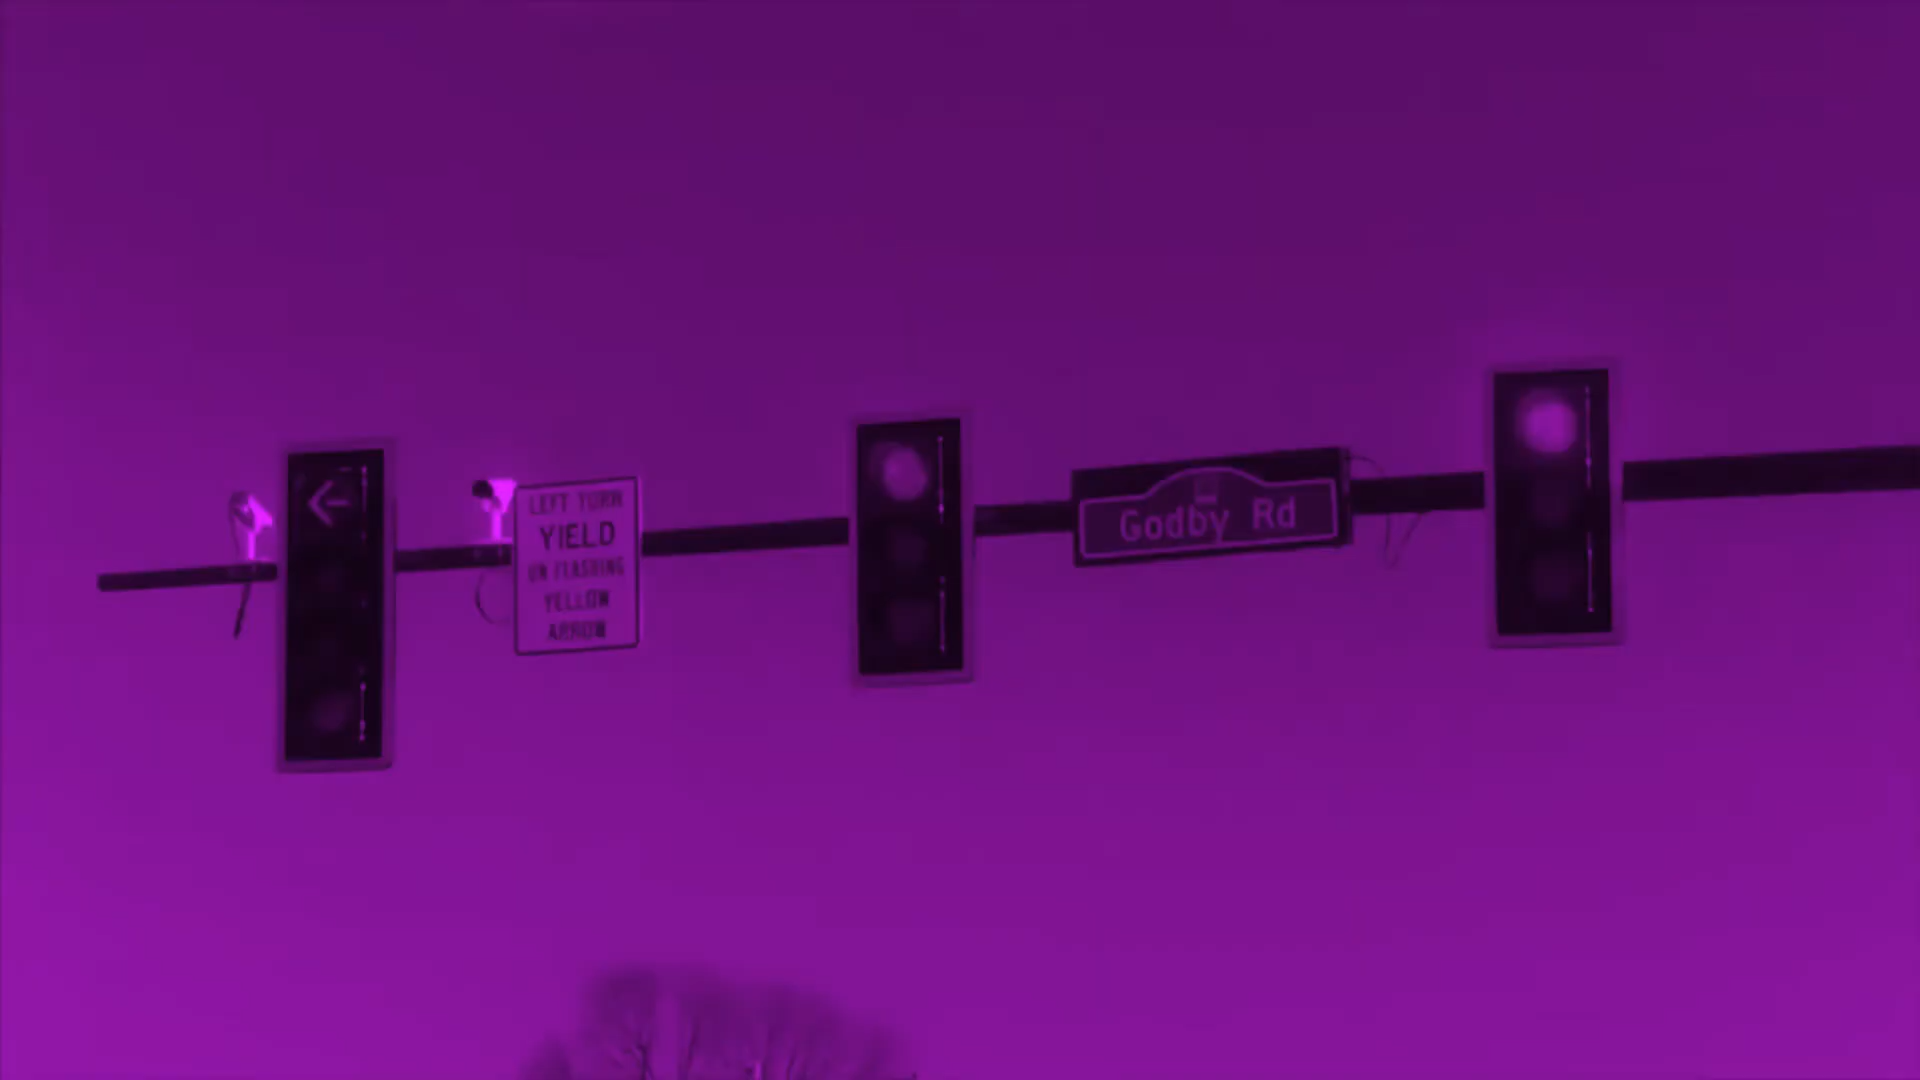 LEFT TURN
YIELD
ON FLASHING
YELLOW
ARROW
Godby Rd